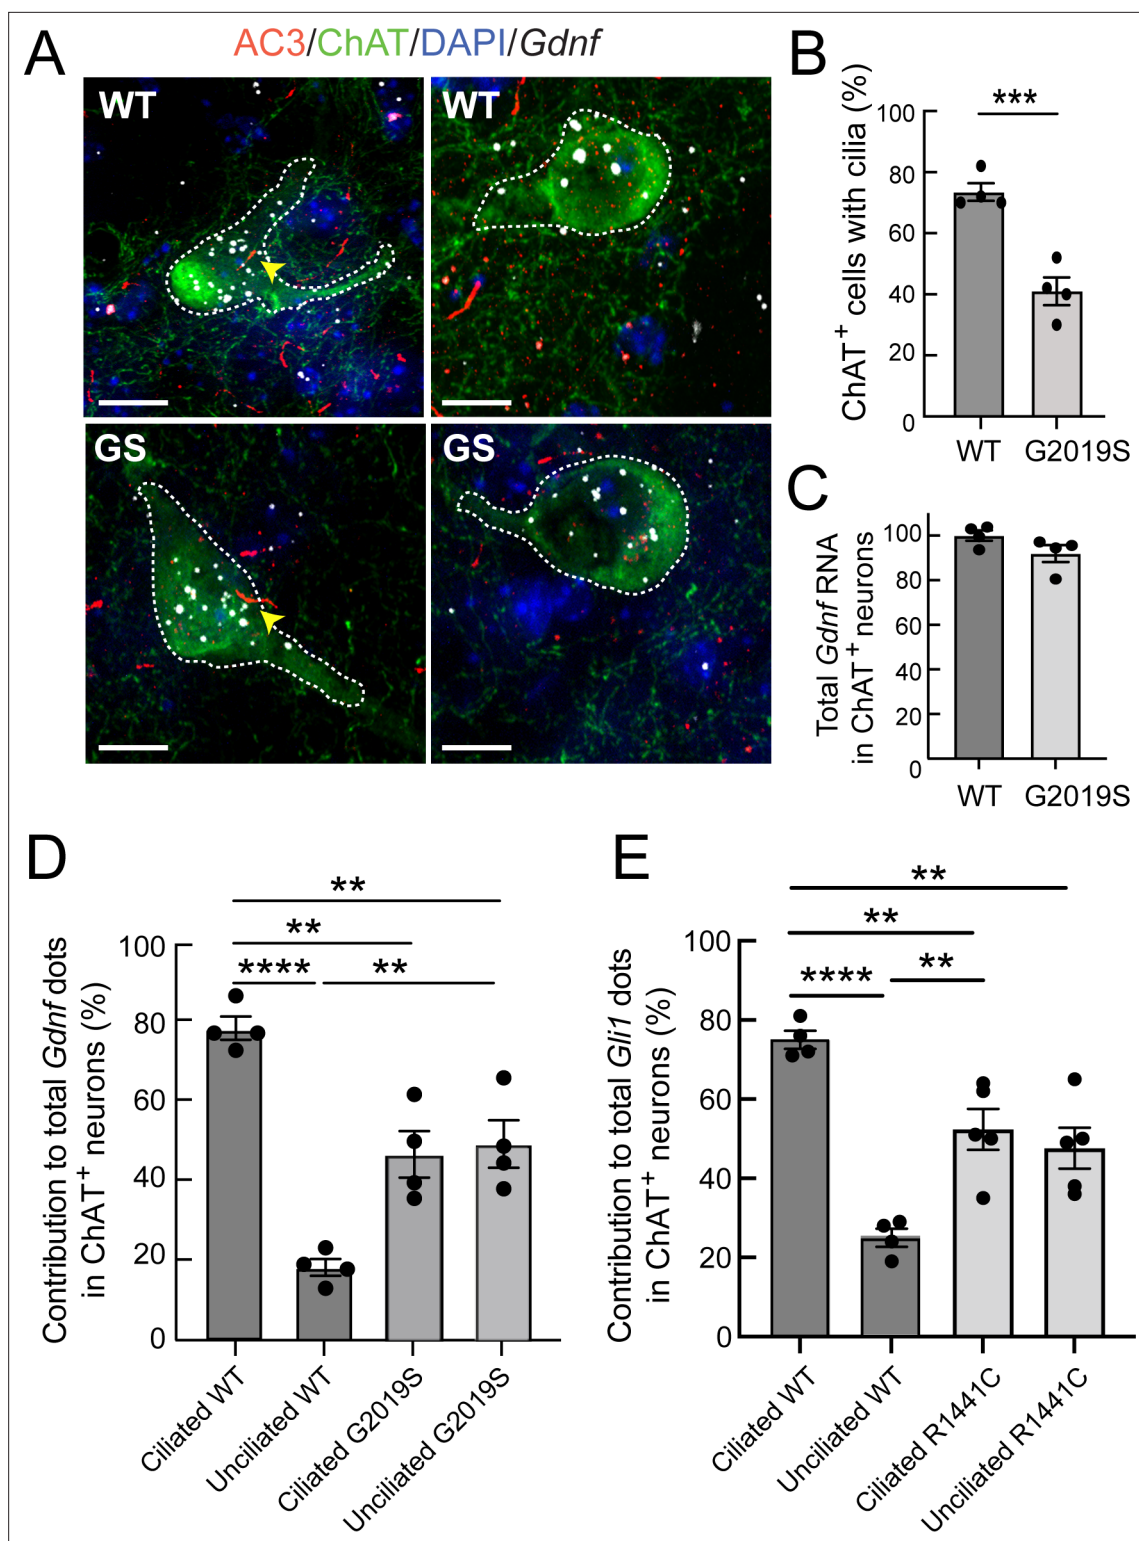 A
AC3/ChAT/DAPI/Gdnf
WT
WT
GS
GS
B
ChAT+ cells with cilia (%)
100
80
60
40
20
0
***
WT
G2019S
C
Total Gdnf RNA
in ChAT+ neurons
100
80
60
40
20
0
WT
G2019S
D
Contribution to total Gdnf dots
in ChAT+ neurons (%)
100
80
60
40
20
0
**
**
****
**
Ciliated WT
Unciliated WT
Ciliated G2019S
Unciliated G2019S
E
Contribution to total Gli1 dots
in ChAT+ neurons (%)
100
80
60
40
20
0
**
**
****
**
Ciliated WT
Unciliated WT
Ciliated R1441C
Unciliated R1441C